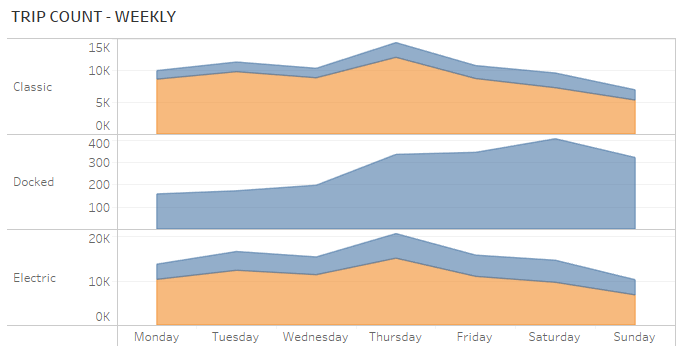 TRIP COUNT - WEEKLY
15K
10K
Classic
5K
0K
400
300
Docked
200
100
20K
Electric
10K
0K
Monday Tuesday Wednesday Thursday Friday Saturday Sunday